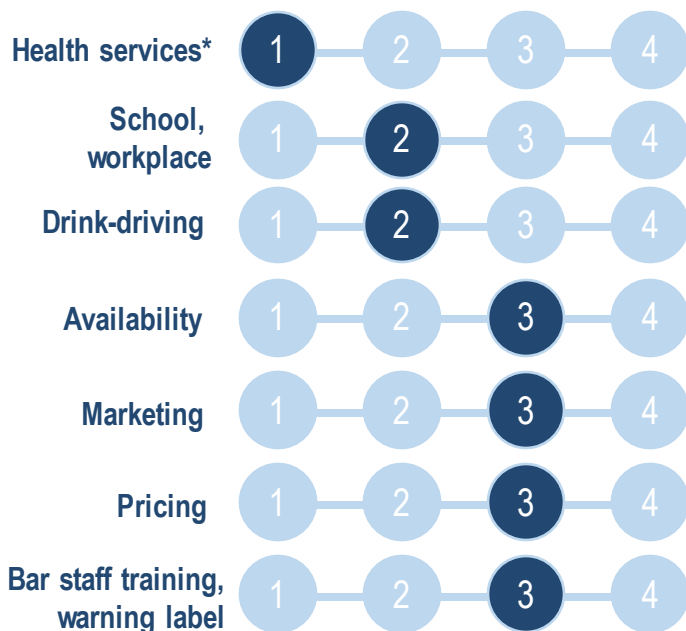 Health services* 1 2 3 4
School,
workplace 1 2 3 4
Drink-driving 1 2 3 4
Availability 1 2 3 4
Marketing 1 2 3 4
Pricing 1 2 3 4
Bar staff training,
warning label 1 2 3 4